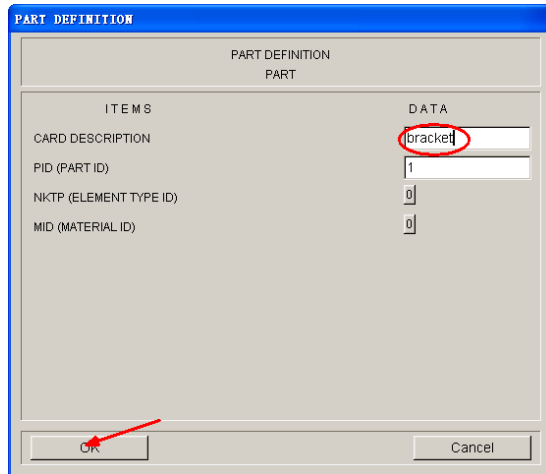 PART DEFINITION
PART DEFINITION
PART
ITEMS DATA
CARD DESCRIPTION bracket
PID (PART ID) 1
NKTP (ELEMENT TYPE ID) 0
MID (MATERIAL ID) 0
OK Cancel